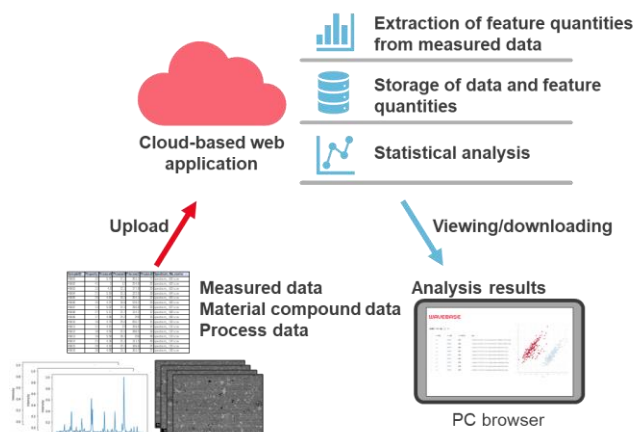 Extraction of feature quantities
from measured data
Storage of data and feature
quantities
Cloud-based web
application
Statistical analysis
Upload
Viewing/downloading
Measured data
Material compound data
Process data
Analysis results
WAVEBASE
PC browser